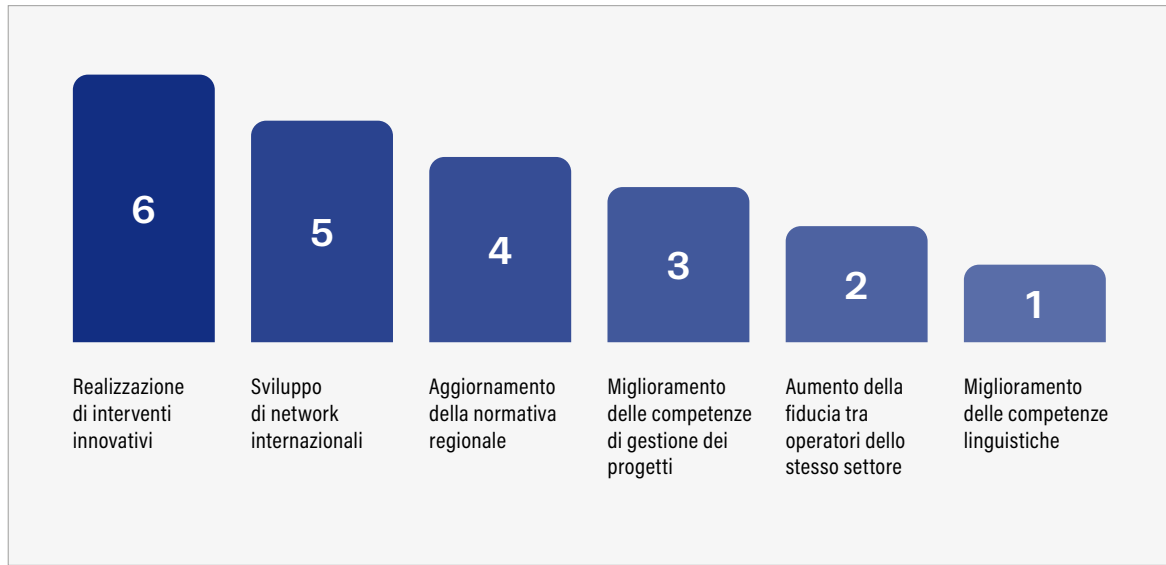 6
5
4
3
2
1
Realizzazione
di interventi
innovativi
Sviluppo
di network
internazionali
Aggiornamento
della normativa
regionale
Miglioramento
delle competenze
di gestione dei
progetti
Aumento della
fiducia tra
operatori dello
stesso settore
Miglioramento
delle competenze
linguistiche